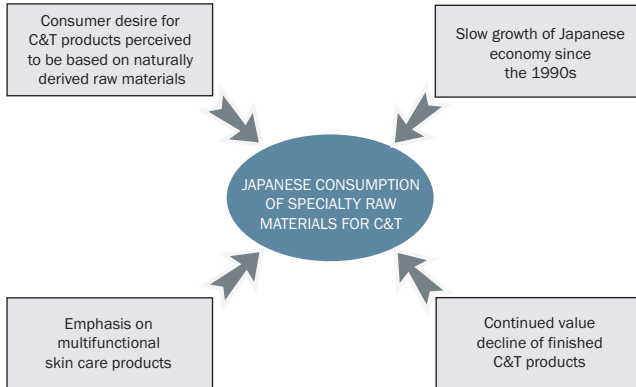 Consumer desire for
C&T products perceived
to be based on naturally
derived raw materials
Slow growth of Japanese
economy since
the 1990s
JAPANESE CONSUMPTION
OF SPECIALTY RAW
MATERIALS FOR C&T
Emphasis on
multifunctional
skin care products
Continued value
decline of finished
C&T products